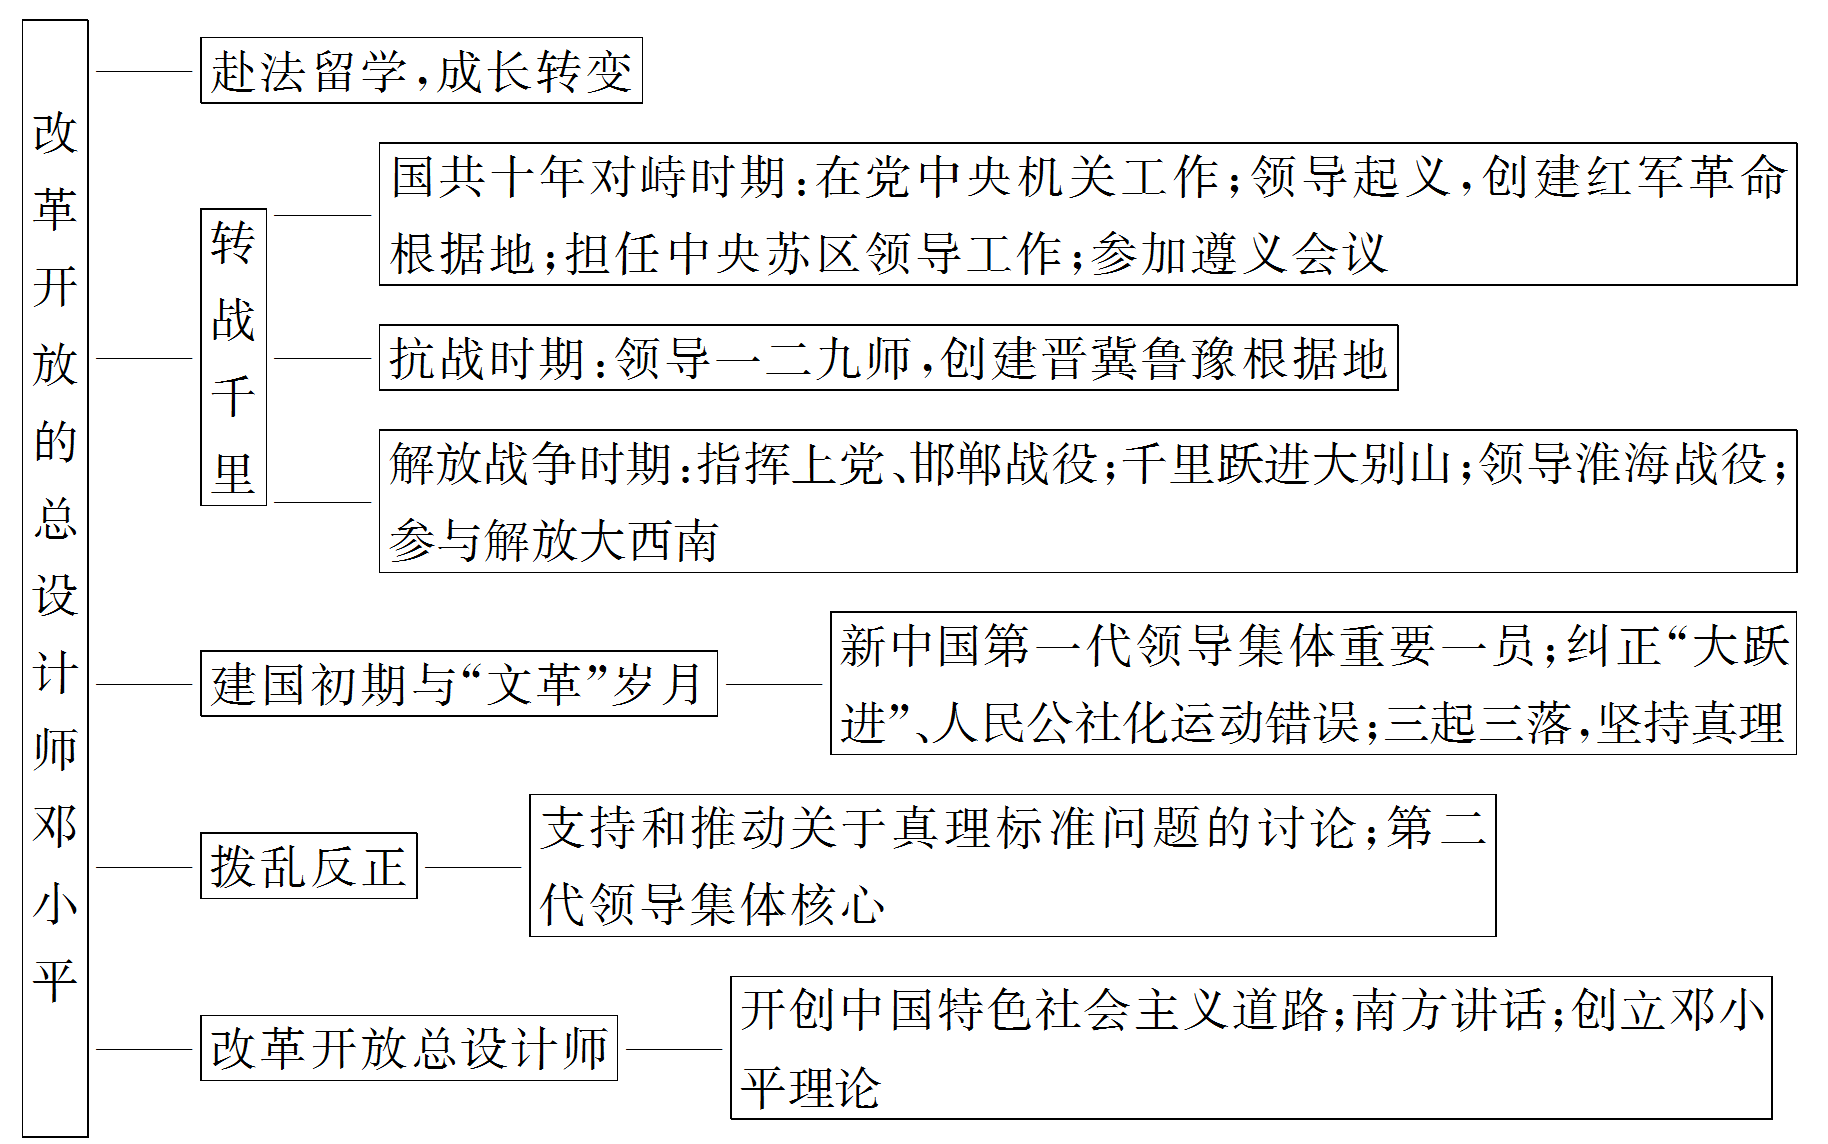 改革开放的总设计师邓小平
赴法留学,成长转变
转战千里
国共十年对峙时期:在党中央机关工作;领导起义,创建红军革命
根据地;担任中央苏区领导工作;参加遵义会议
抗战时期:领导一二九师,创建晋冀鲁豫根据地
解放战争时期:指挥上党、邯郸战役;千里跃进大别山;领导淮海战役;
参与解放大西南
建国初期与“文革”岁月
新中国第一代领导集体重要一员;纠正“大跃
进”、人民公社化运动错误;三起三落,坚持真理
拨乱反正
支持和推动关于真理标准问题的讨论;第二
代领导集体核心
改革开放总设计师
开创中国特色社会主义道路;南方讲话;创立邓小
平理论